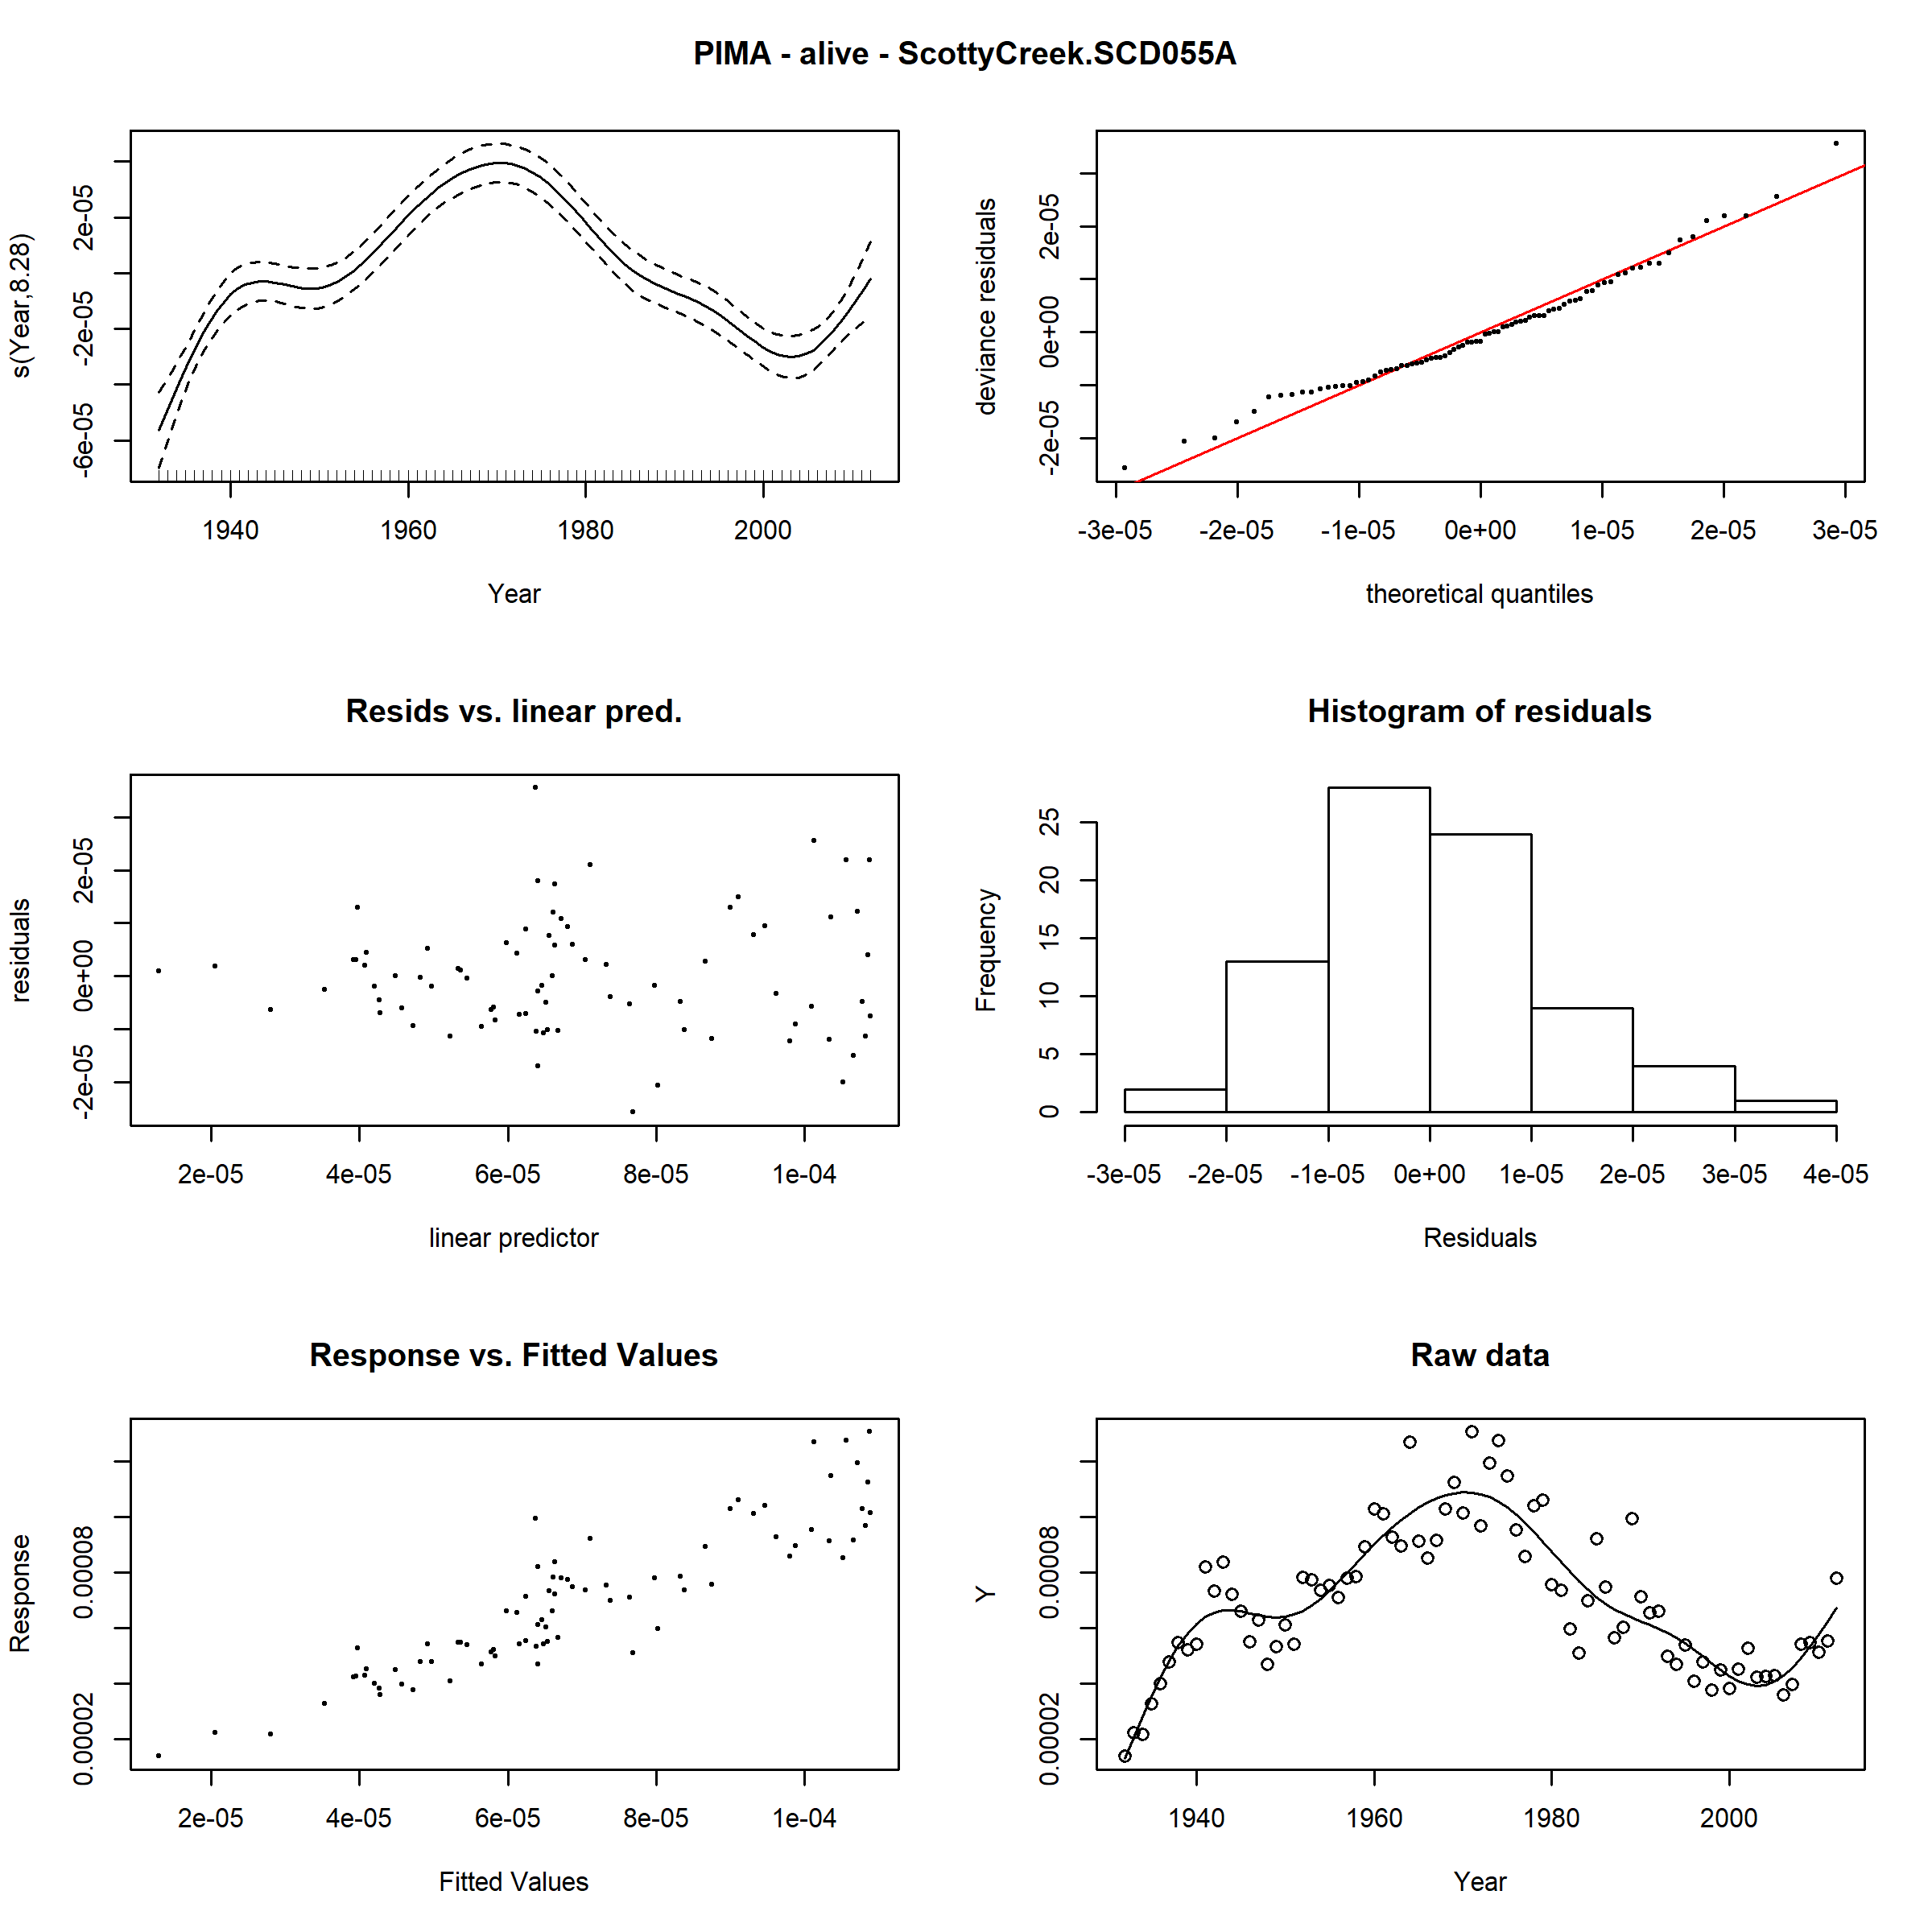 PIMA - alive - ScottyCreek.SCD055A
s(Year,8.28)
-6e-05 -2e-05 2e-05
1940 1960 1980 2000
Year
deviance residuals
-2e-05 0e+00 2e-05
-3e-05 -2e-05 -1e-05 0e+00 1e-05 2e-05 3e-05
theoretical quantiles
Resids vs. linear pred.
residuals
-2e-05 0e+00 2e-05
2e-05 4e-05 6e-05 8e-05 1e-04
linear predictor
Histogram of residuals
Frequency
0 5 10 15 20 25
-3e-05 -2e-05 -1e-05 0e+00 1e-05 2e-05 3e-05 4e-05
Residuals
Response vs. Fitted Values
Response
0.00002 0.00008
2e-05 4e-05 6e-05 8e-05 1e-04
Fitted Values
Raw data
Y
0.00002 0.00008
1940 1960 1980 2000
Year